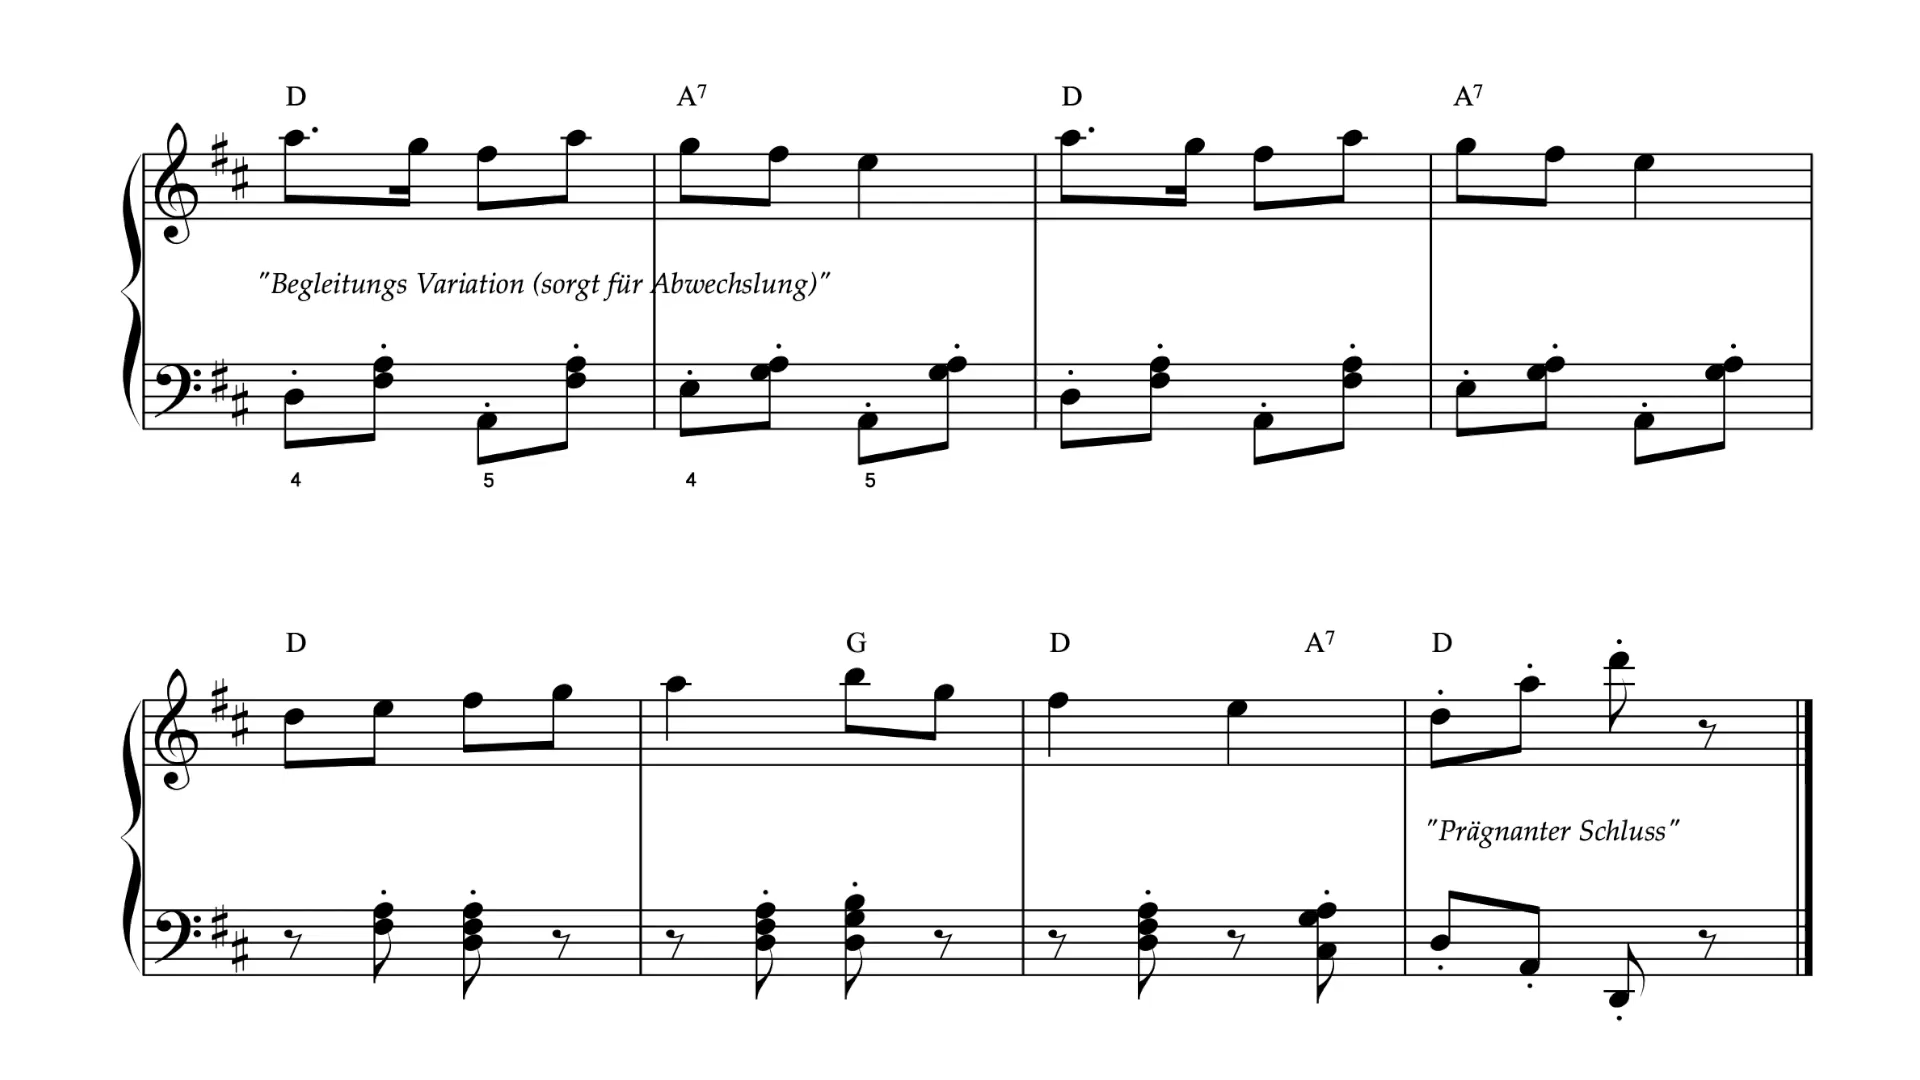 D A⁷ D A⁷
"Begleitungs Variation (sorgt für Abwechslung)"
4 5 4 5
D G D A⁷ D
"Prägnanter Schluss"